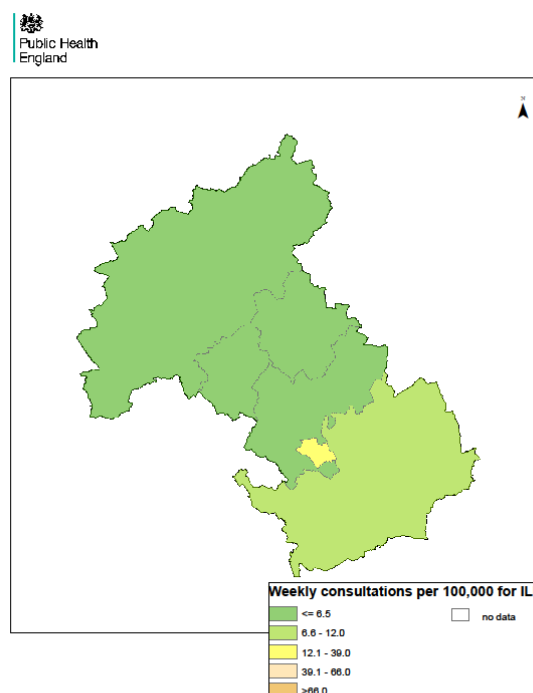 Public Health
England
N
Weekly consultations per 100,000 for IL
<= 6.5
no data
6.6 - 12.0
12.1 - 39.0
39.1 - 66.0
>66.0